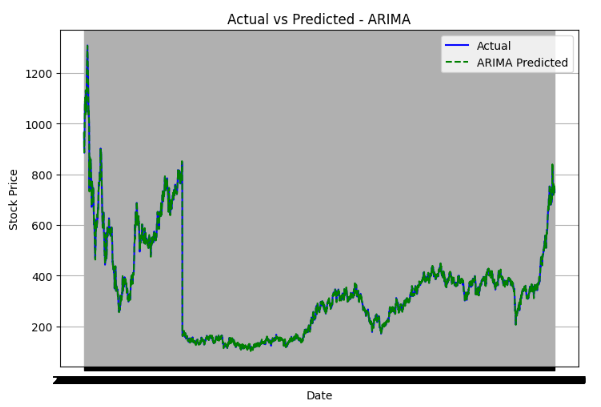 Actual vs Predicted - ARIMA
Actual
ARIMA Predicted
1200
1000
800
600
400
200
Stock Price
Date